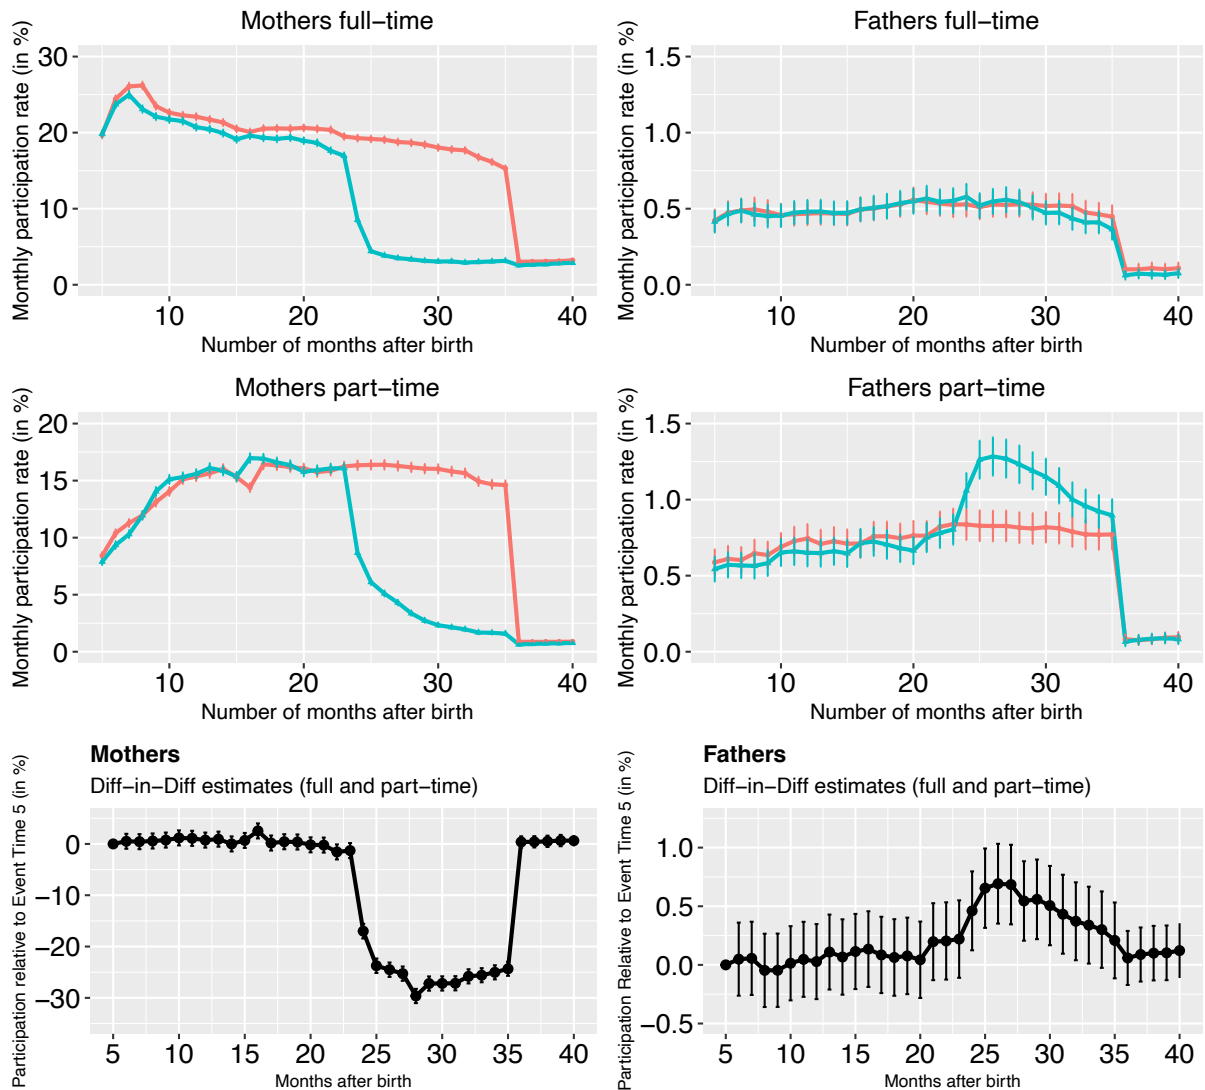 Mothers full−time
Monthly participation rate (in %)
30
20
10
0
10 20 30 40
Number of months after birth
Fathers full−time
Monthly participation rate (in %)
1.5
1.0
0.5
0.0
10 20 30 40
Number of months after birth
Mothers part−time
Monthly participation rate (in %)
20
15
10
5
0
10 20 30 40
Number of months after birth
Fathers part−time
Monthly participation rate (in %)
1.5
1.0
0.5
0.0
10 20 30 40
Number of months after birth
Mothers
Diff−in−Diff estimates (full and part−time)
Participation relative to Event Time 5 (in %)
0
−10
−20
−30
5 10 15 20 25 30 35 40
Months after birth
Fathers
Diff−in−Diff estimates (full and part−time)
Participation Relative to Event Time 5 (in %)
1.0
0.5
0.0
−0.5
5 10 15 20 25 30 35 40
Months after birth